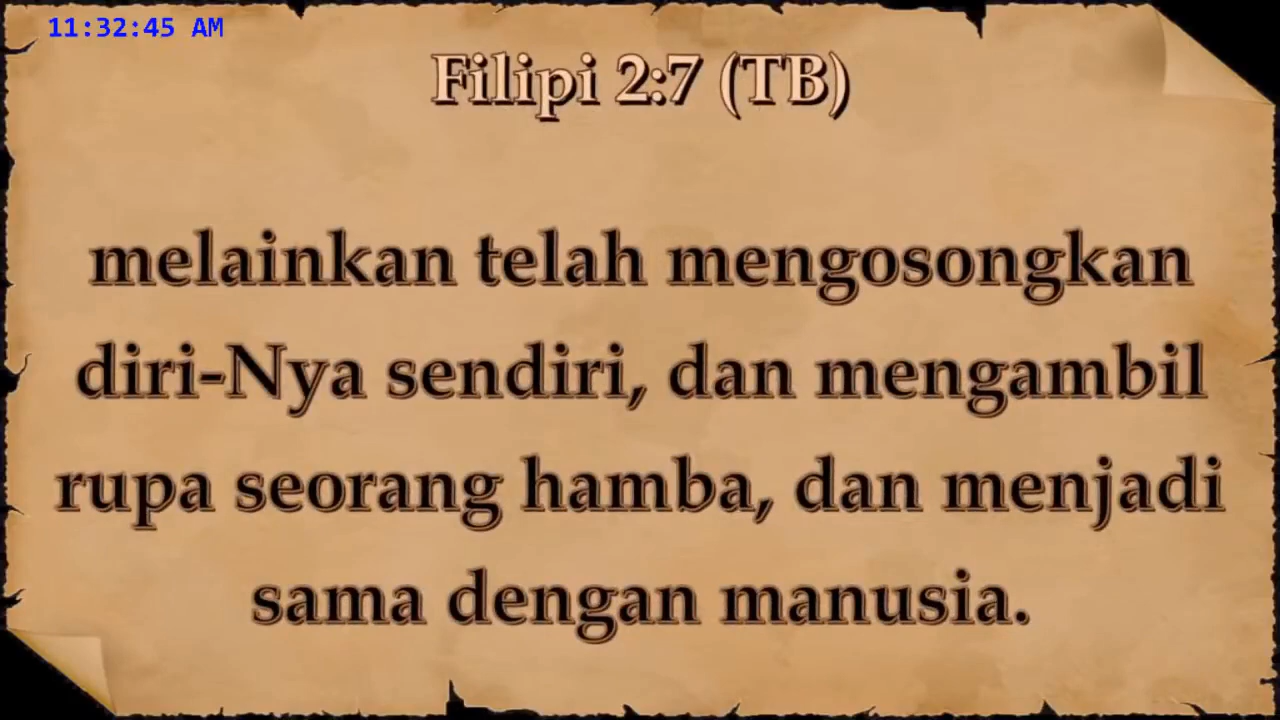 11:32:45 AM
Filipi 2:7 (TB)
melainkan telah mengosongkan
diri-Nya sendiri, dan mengambil
rupa seorang hamba, dan menjadi
sama dengan manusia.